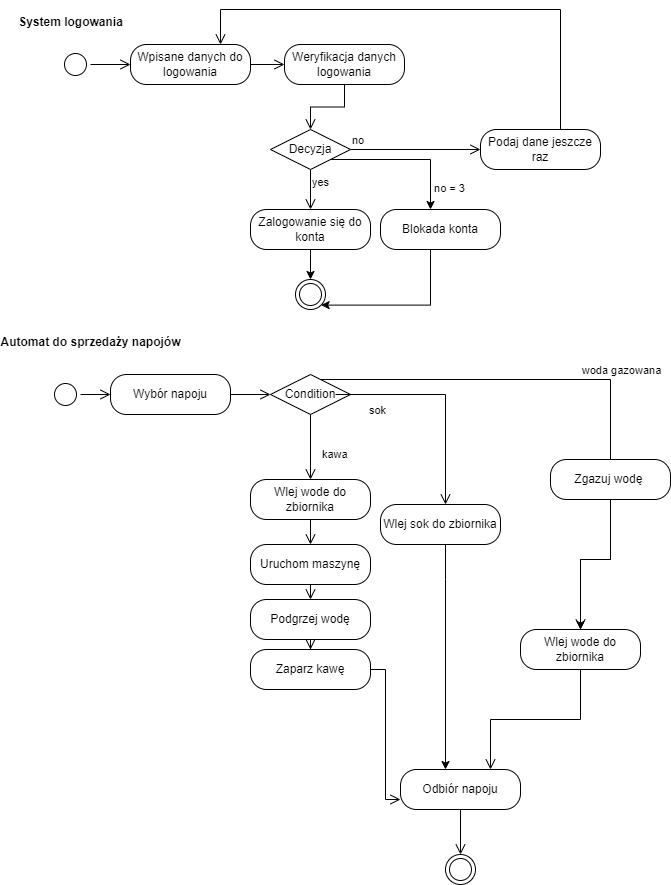 System logowania
Wpisane danych do
logowania
Weryfikacja danych
logowania
Decyzja
no
Podaj dane jeszcze
raz
yes
no = 3
Zalogowanie się do
konta
Blokada konta
Automat do sprzedaży napojów
woda gazowana
Wybór napoju
Condition
sok
kawa
Zgazuj wodę
Wlej wode do
zbiornika
Wlej sok do zbiornika
Uruchom maszynę
Podgrzej wodę
Wlej wode do
zbiornika
Zaparz kawę
Odbiór napoju